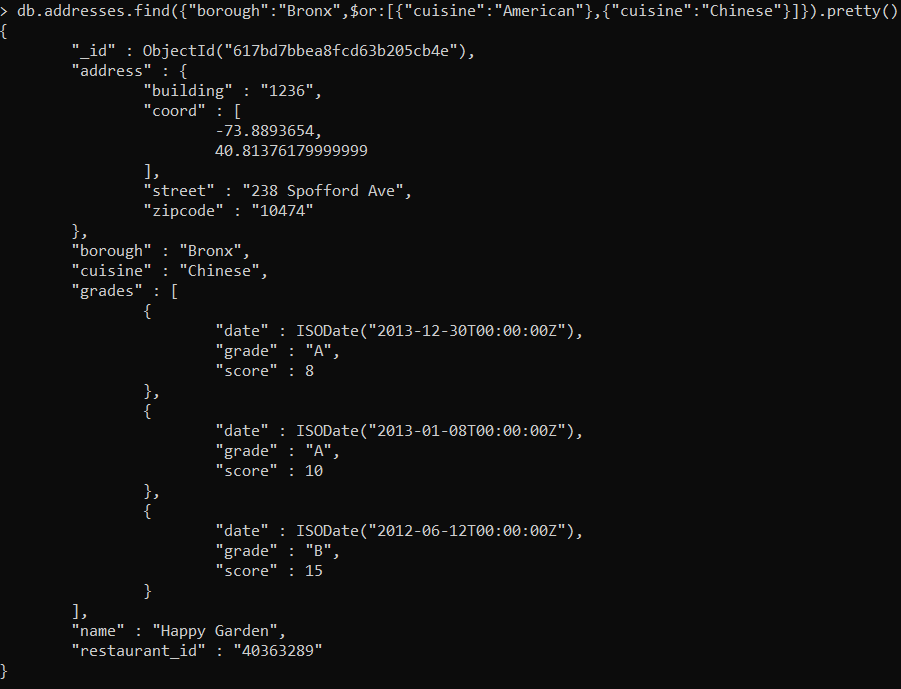 > db.addresses.find({"borough":"Bronx",$or:[{"cuisine":"American"},{"cuisine":"Chinese"}]}).pretty()
{
        "_id" : ObjectId("617bd7bbea8fcd63b205cb4e"),
        "address" : {
                "building" : "1236",
                "coord" : [
                        -73.8893654,
                        40.81376179999999
                ],
                "street" : "238 Spofford Ave",
                "zipcode" : "10474"
        },
        "borough" : "Bronx",
        "cuisine" : "Chinese",
        "grades" : [
                {
                        "date" : ISODate("2013-12-30T00:00:00Z"),
                        "grade" : "A",
                        "score" : 8
                },
                {
                        "date" : ISODate("2013-01-08T00:00:00Z"),
                        "grade" : "A",
                        "score" : 10
                },
                {
                        "date" : ISODate("2012-06-12T00:00:00Z"),
                        "grade" : "B",
                        "score" : 15
                }
        ],
        "name" : "Happy Garden",
        "restaurant_id" : "40363289"
}